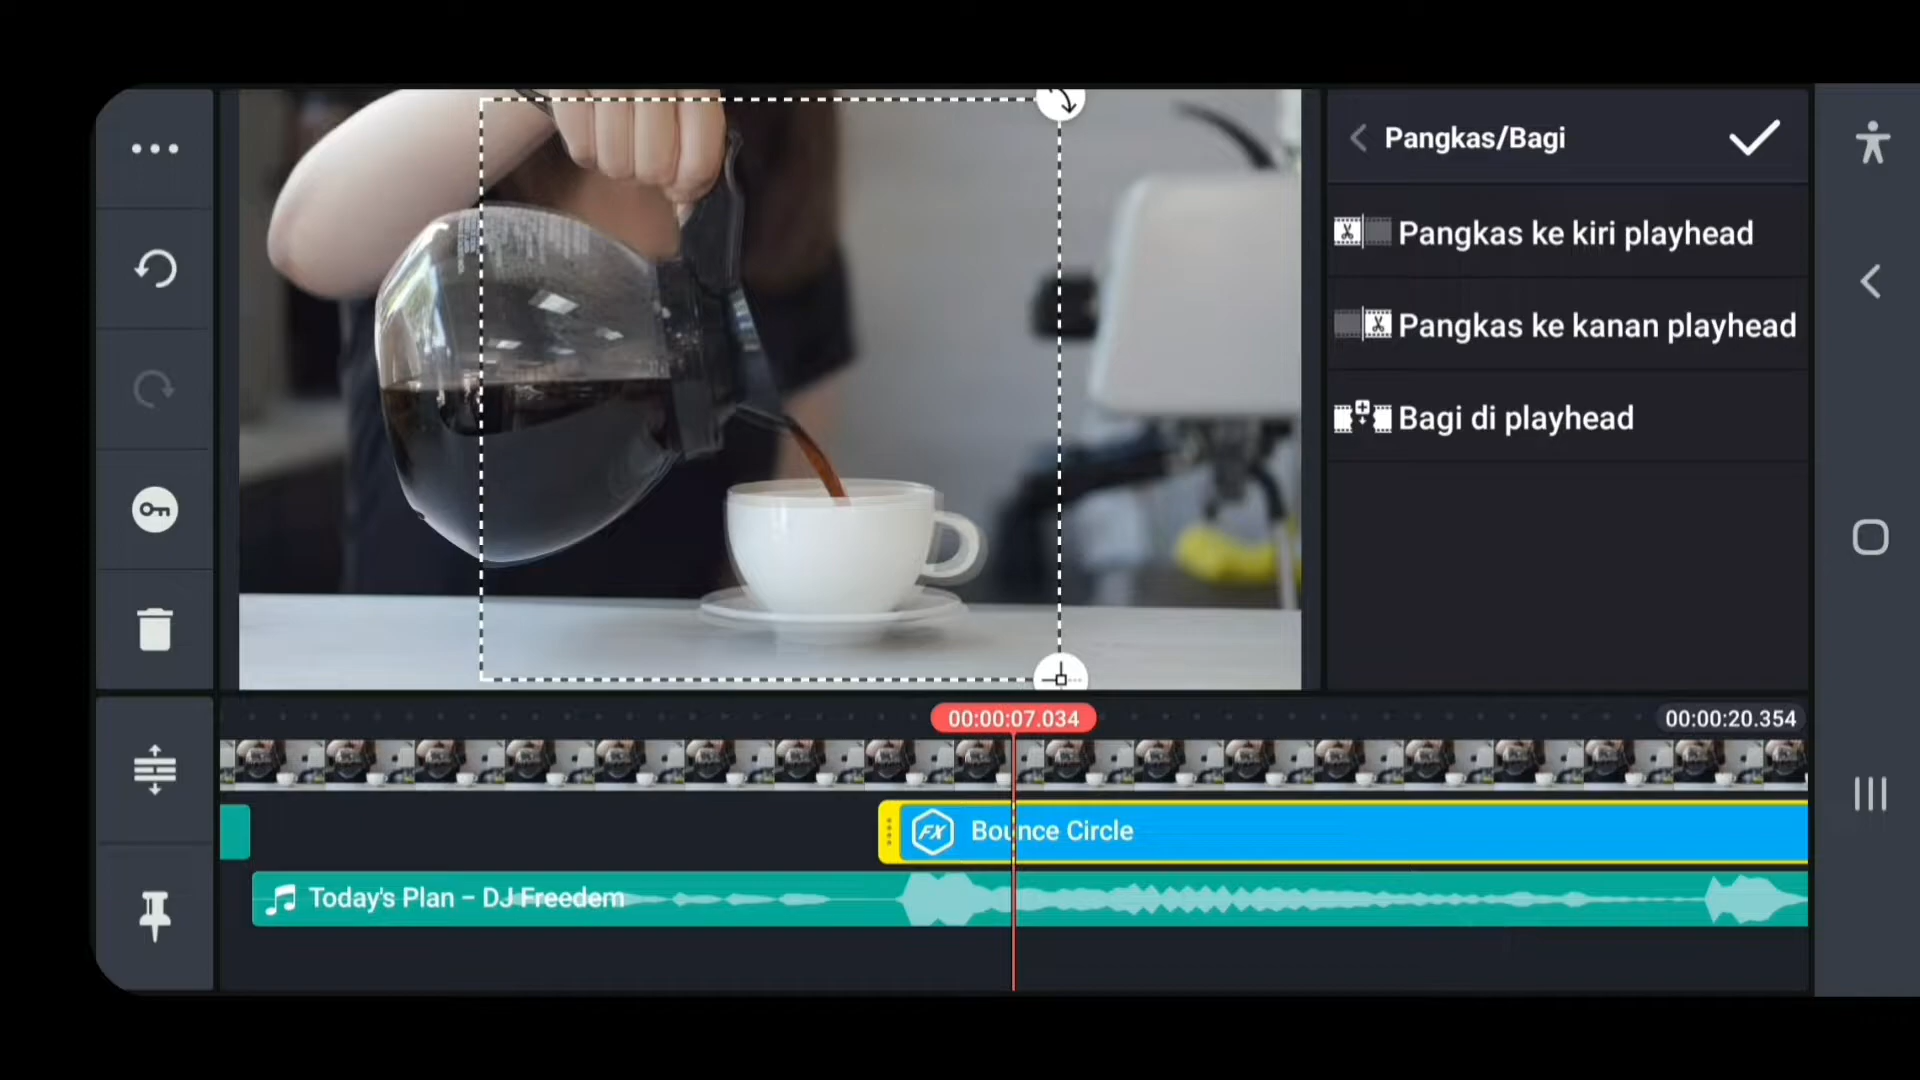 Pangkas/Bagi
Pangkas ke kiri playhead
Pangkas ke kanan playhead
Bagi di playhead
00:00:07.034
00:00:20.354
FX Bounce Circle
Today's Plan – DJ Freedem